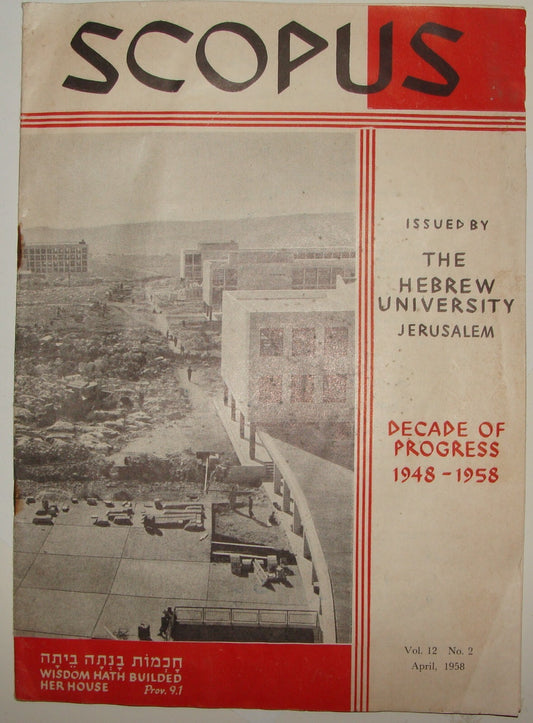 SCOPUS
ISSUED BY
THE
HEBREW
UNIVERSITY
JERUSALEM
DECADE OF
PROGRESS
1948 - 1958
חָכְמוֹת בָּנְתָה בֵיתָהּ
WISDOM HATH BUILDED
HER HOUSE Prov. 9.1
Vol. 12 No. 2
April, 1958